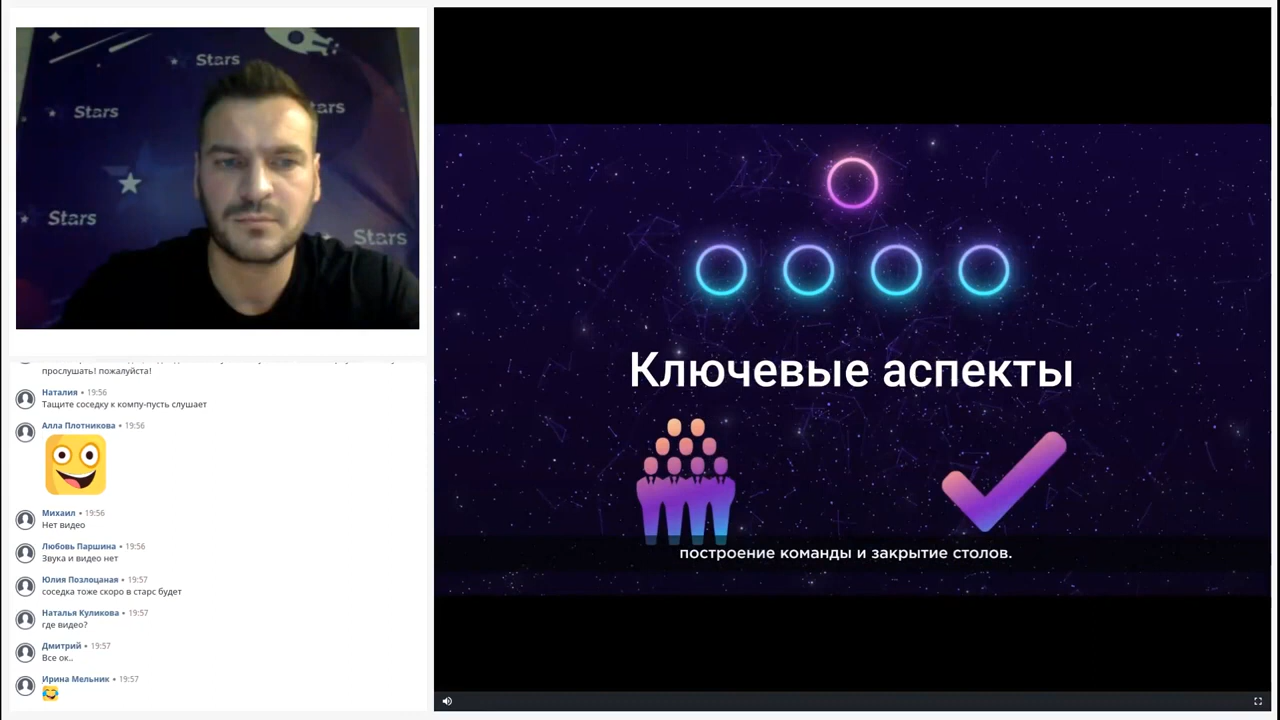 Stars
Stars
Stars
Stars
прослушать! пожалуйста!
Наталия • 19:56
Тащите соседку к компу-пусть слушает
Алла Плотникова • 19:56
Михаил • 19:56
Нет видео
Любовь Паршина • 19:56
Звука и видео нет
Юлия Позлоцаная • 19:57
соседка тоже скоро в старс будет
Наталья Куликова • 19:57
где видео?
Дмитрий • 19:57
Все ок..
Ирина Мельник • 19:57
Ключевые аспекты
построение команды и закрытие столов.